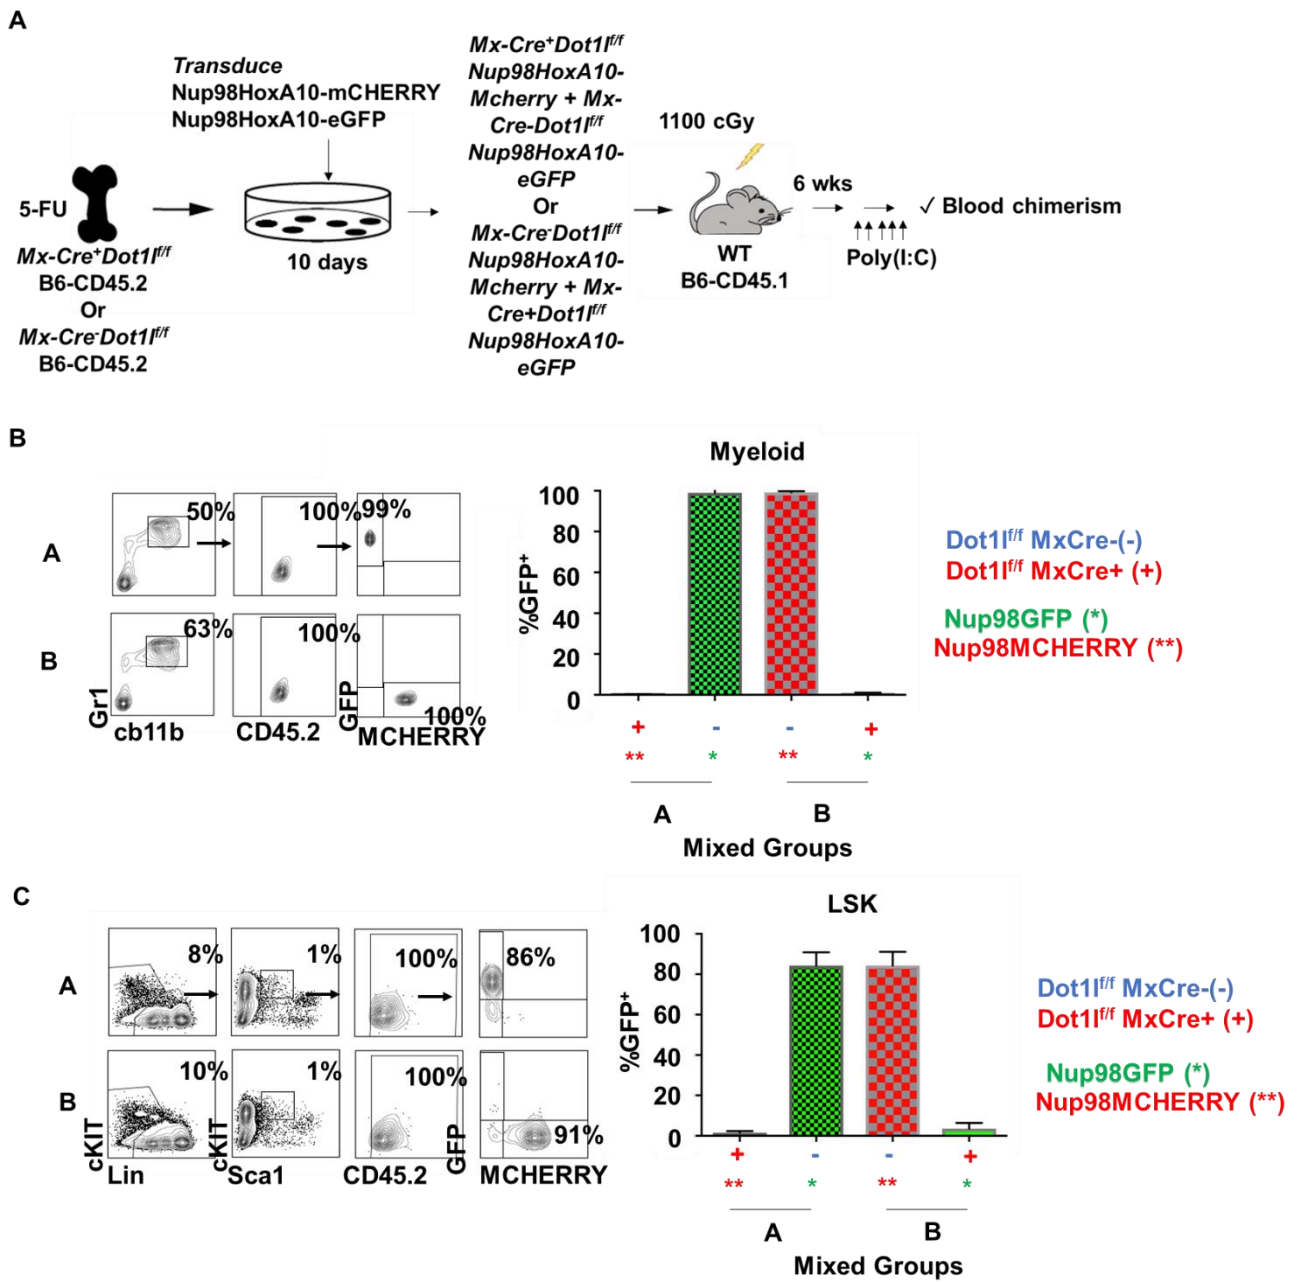 A
Transduce
Nup98HoxA10-mCHERRY
Nup98HoxA10-eGFP
5-FU
Mx-Cre⁺Dot1lᶠ/ᶠ
B6-CD45.2
Or
Mx-Cre⁻Dot1lᶠ/ᶠ
B6-CD45.2
10 days
Mx-Cre⁺Dot1lᶠ/ᶠ
Nup98HoxA10-
Mcherry + Mx-
Cre-Dot1lᶠ/ᶠ
Nup98HoxA10-
eGFP
Or
Mx-Cre⁻Dot1lᶠ/ᶠ
Nup98HoxA10-
Mcherry + Mx-
Cre+Dot1lᶠ/ᶠ
Nup98HoxA10-
eGFP
1100 cGy
WT
B6-CD45.1
6 wks
Poly(I:C)
✓ Blood chimerism
B
A
50%
100%
99%
B
63%
100%
100%
Gr1
cb11b
CD45.2
GFP
MCHERRY
Myeloid
%GFP⁺
100
80
60
40
20
0
+ - - +
** * ** *
A B
Mixed Groups
Dot1lᶠ/ᶠ MxCre-(-)
Dot1lᶠ/ᶠ MxCre+ (+)
Nup98GFP (*)
Nup98MCHERRY (**)
C
A
8%
1%
100%
86%
B
10%
1%
100%
91%
cKIT
Lin
cKIT
Sca1
CD45.2
GFP
MCHERRY
LSK
%GFP⁺
100
80
60
40
20
0
+ - - +
** * ** *
A B
Mixed Groups
Dot1lᶠ/ᶠ MxCre-(-)
Dot1lᶠ/ᶠ MxCre+ (+)
Nup98GFP (*)
Nup98MCHERRY (**)